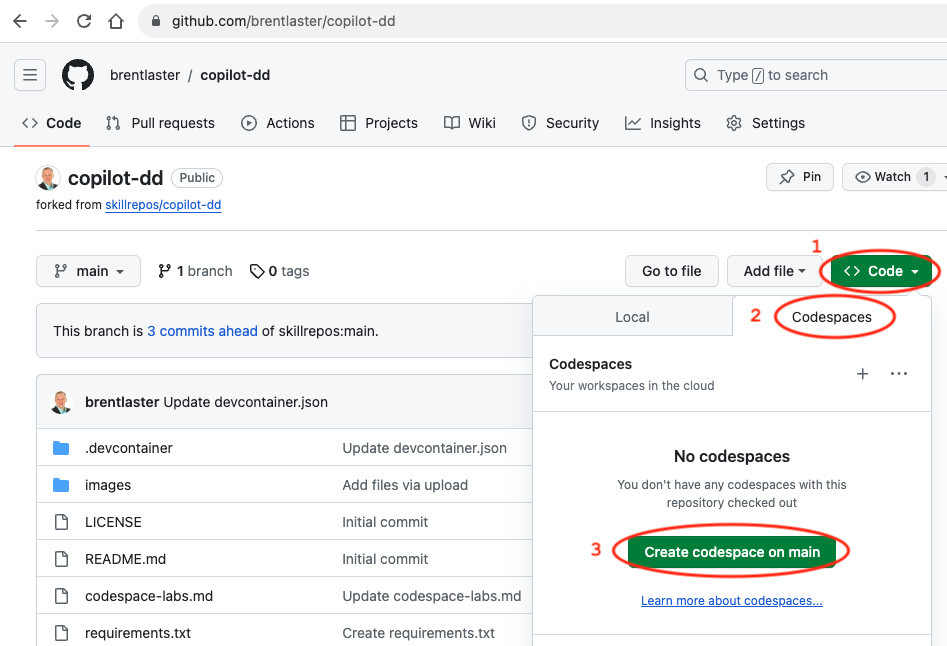 github.com/brentlaster/copilot-dd
brentlaster / copilot-dd
Type / to search
Code Pull requests Actions Projects Wiki Security Insights Settings
copilot-dd Public
Pin Watch 1
forked from skillrepos/copilot-dd
1
main 1 branch 0 tags Go to file Add file Code
Local 2 Codespaces
This branch is 3 commits ahead of skillrepos:main.
Codespaces
Your workspaces in the cloud
brentlaster Update devcontainer.json
.devcontainer Update devcontainer.json
images Add files via upload
LICENSE Initial commit
README.md Initial commit
codespace-labs.md Update codespace-labs.md
requirements.txt Create requirements.txt
No codespaces
You don't have any codespaces with this
repository checked out
3 Create codespace on main
Learn more about codespaces...